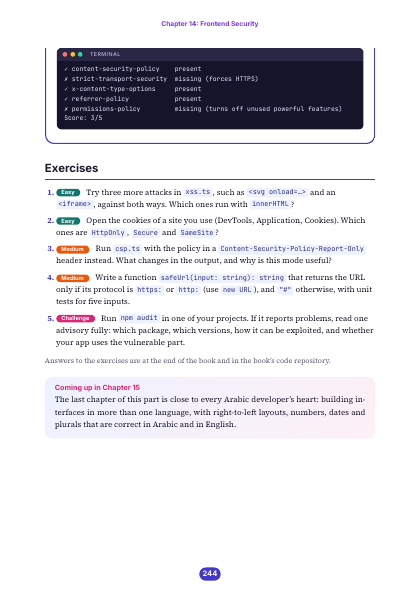 Chapter 14: Frontend Security
TERMINAL
✓ content-security-policy present
✗ strict-transport-security missing (forces HTTPS)
✓ x-content-type-options present
✓ referrer-policy present
✗ permissions-policy missing (turns off unused powerful features)
Score: 3/5
Exercises
1. Easy Try three more attacks in xss.ts, such as <svg onload=…> and an
<iframe>, against both ways. Which ones run with innerHTML?
2. Easy Open the cookies of a site you use (DevTools, Application, Cookies). Which
ones are HttpOnly, Secure and SameSite?
3. Medium Run csp.ts with the policy in a Content-Security-Policy-Report-Only
header instead. What changes in the output, and why is this mode useful?
4. Medium Write a function safeUrl(input: string): string that returns the URL
only if its protocol is https: or http: (use new URL), and "#" otherwise, with unit
tests for five inputs.
5. Challenge Run npm audit in one of your projects. If it reports problems, read one
advisory fully: which package, which versions, how it can be exploited, and whether
your app uses the vulnerable part.
Answers to the exercises are at the end of the book and in the book's code repository.
Coming up in Chapter 15
The last chapter of this part is close to every Arabic developer's heart: building in-
terfaces in more than one language, with right-to-left layouts, numbers, dates and
plurals that are correct in Arabic and in English.
244